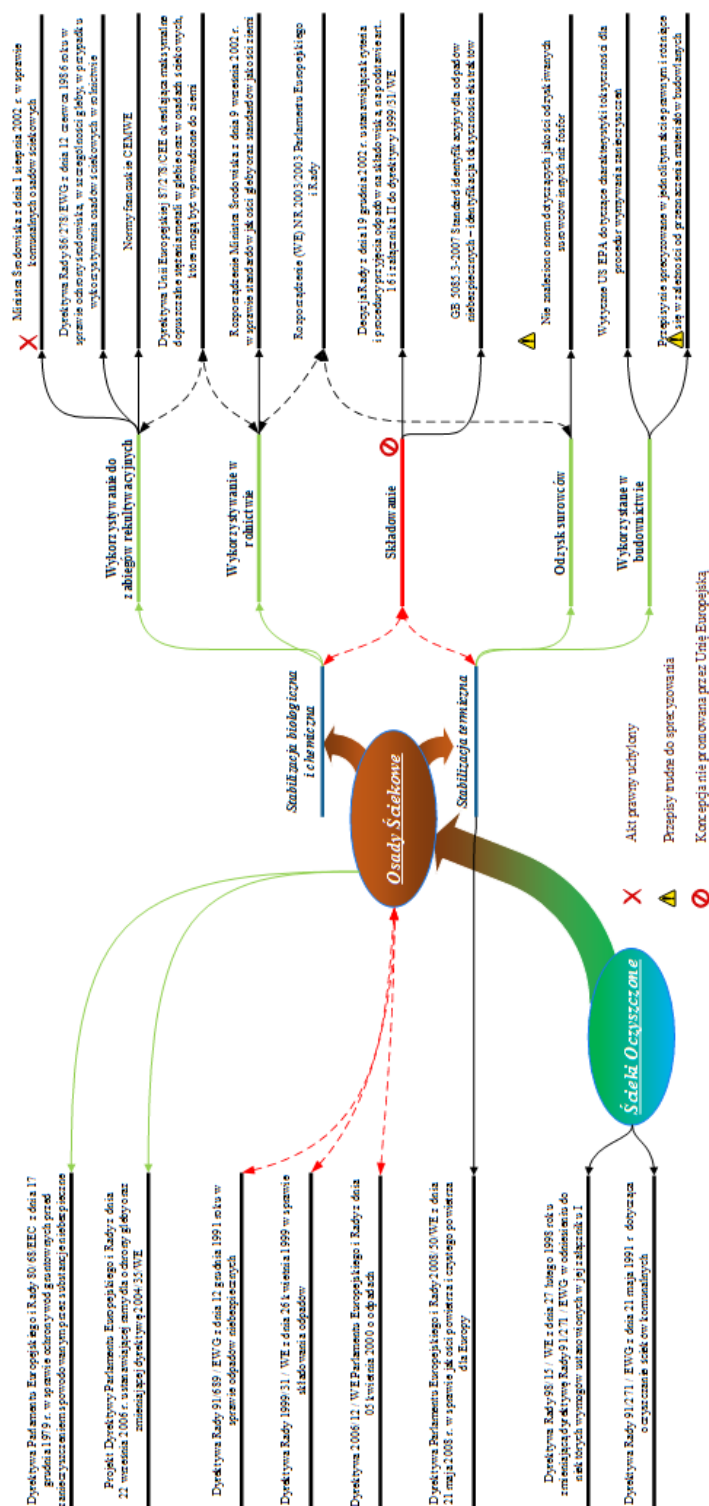 Dyrektywa Parlamentu Europejskiego i Rady 80/68/EEC z dnia 17
grudnia 1979 r. w sprawie ochrony wód gruntowych przed
zanieczyszczeniem spowodowanym przez substancje niebezpieczne
Projekt Dyrektywy Parlamentu Europejskiego i Rady z dnia
22 września 2006 r. ustanawiającej ramy dla ochrony gleby oraz
zmieniającej dyrektywę 2004/35/WE
Dyrektywa Rady 91/689/ EWG z dnia 12 grudnia 1991 roku w
sprawie odpadów niebezpiecznych
Dyrektywa Rady 1999/31 / WE z dnia 26 kwietnia 1999 w sprawie
składowania odpadów
Dyrektywa 2006/12 / WE Parlamentu Europejskiego i Rady z dnia
05 kwietnia 2000 o odpadach
Dyrektywa Parlamentu Europejskiego i Rady 2008/50/WE z dnia
21 maja 2008 r. w sprawie jakości powietrza i czystego powietrza
dla Europy
Dyrektywa Rady 98/15 / WE z dnia 27 lutego 1998 roku
zmieniająca dyrektywę Rady 91/271 / EWG w odniesieniu do
niektórych wymogów ustanowionych w jej załączniku I
Dyrektywa Rady 91/271 / EWG z dnia 21 maja 1991 r. dotycząca
oczyszczanie ścieków komunalnych
Ścieki Oczyszczone
Osady Ściekowe
Stabilizacja biologiczna
i chemiczna
Stabilizacja termiczna
Wykorzystywanie do
zabiegów rekultywacyjnych
Wykorzystywanie w
rolnictwie
Składowanie
Odzysk surowców
Wykorzystane w
budownictwie
Ministra Środowiska z dnia 1 sierpnia 2002 r. w sprawie
komunalnych osadów ściekowych
Dyrektywa Rady 86/278/EWG z dnia 12 czerwca 1986 roku w
sprawie ochrony środowiska, w szczególności gleby, w przypadku
wykorzystywania osadów ściekowych w rolnictwie
Normy francuskie CEMWE
Dyrektywa Unii Europejskiej 87/278/CEE określająca maksymalne
dopuszczalne stężenia metali w glebie oraz w osadach ściekowych,
które mogą być wprowadzone do ziemi
Rozporządzenie Ministra Środowiska z dnia 9 września 2002 r.
w sprawie standardów jakości gleby oraz standardów jakości ziemi
Rozporządzenie (WE) NR 2003/2003 Parlamentu Europejskiego
i Rady
Decyzja Rady z dnia 19 grudnia 2002 r. ustanawiająca kryteria
i procedury przyjęcia odpadów na składowiska, na podstawie art.
16 i załącznika II do dyrektywy 1999/31/WE
GB 5085.3-2007 Standard identyfikacyjny dla odpadów
niebezpiecznych - identyfikacja toksyczności ekstraktów
Nie znaleziono norm dotyczących jakości odzyskiwanych
surowców innych niż fosfor
Wytyczne US EPA dotyczące charakterystyki toksyczności dla
procedur wymywania zanieczyszczeń
Przepisy nie sprecyzowane w jednolitym akcie prawnym i różniące
się w zależności od przeznaczenia materiałów budowlanych
Akt prawny uchylony
Przepisy trudne do sprecyzowania
Koncepcja nie promowana przez Unię Europejską